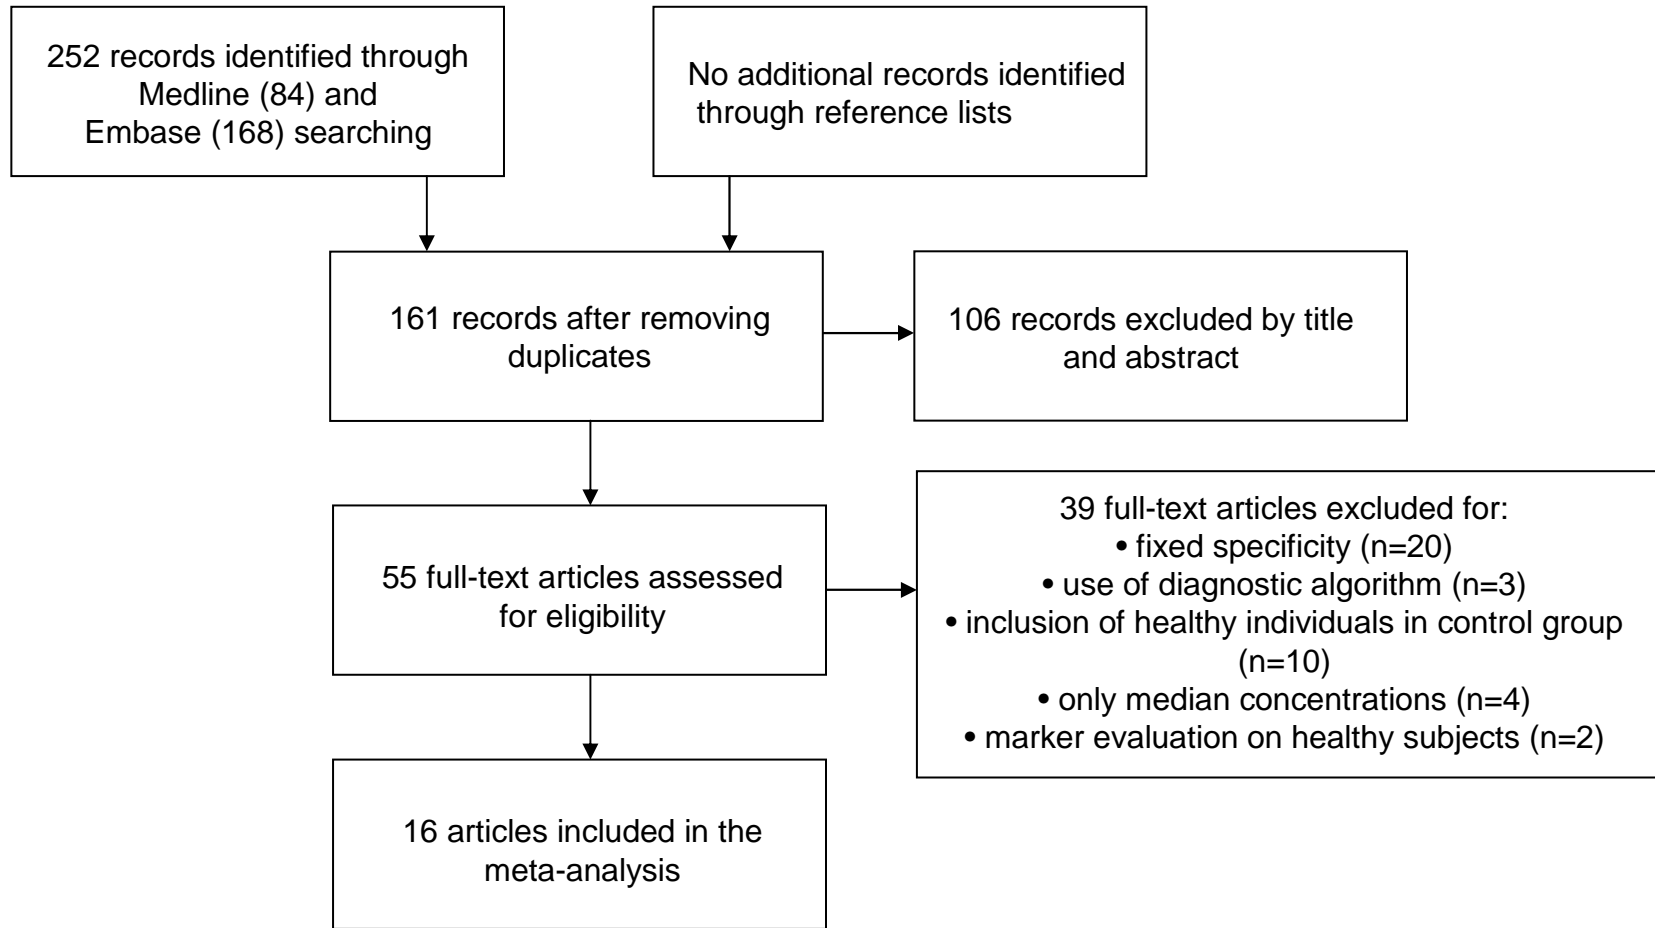 252 records identified through
Medline (84) and
Embase (168) searching
No additional records identified
through reference lists
161 records after removing
duplicates
106 records excluded by title
and abstract
55 full-text articles assessed
for eligibility
39 full-text articles excluded for:
• fixed specificity (n=20)
• use of diagnostic algorithm (n=3)
• inclusion of healthy individuals in control group
(n=10)
• only median concentrations (n=4)
• marker evaluation on healthy subjects (n=2)
16 articles included in the
meta-analysis